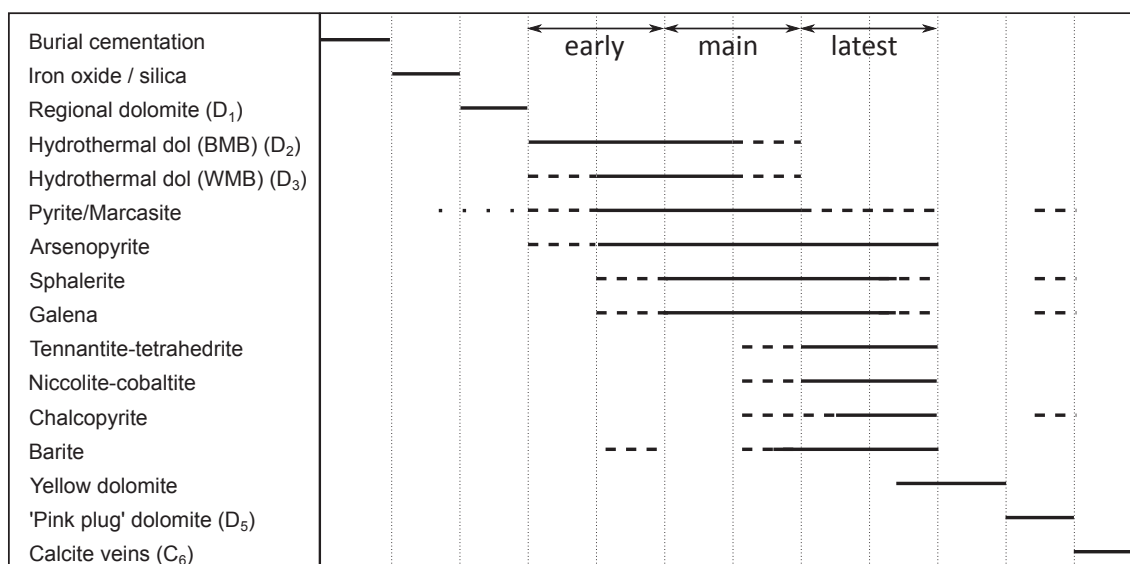 early main latest
Burial cementation
Iron oxide / silica
Regional dolomite (D₁)
Hydrothermal dol (BMB) (D₂)
Hydrothermal dol (WMB) (D₃)
Pyrite/Marcasite
Arsenopyrite
Sphalerite
Galena
Tennantite-tetrahedrite
Niccolite-cobaltite
Chalcopyrite
Barite
Yellow dolomite
'Pink plug' dolomite (D₅)
Calcite veins (C₆)